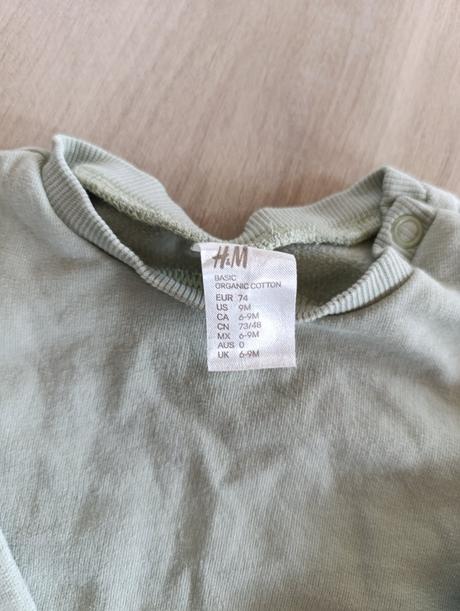 H&M
BASIC
ORGANIC COTTON
EUR 74
US 9M
CA 6-9M
CN 73/48
MX 6-9M
AUS 0
UK 6-9M